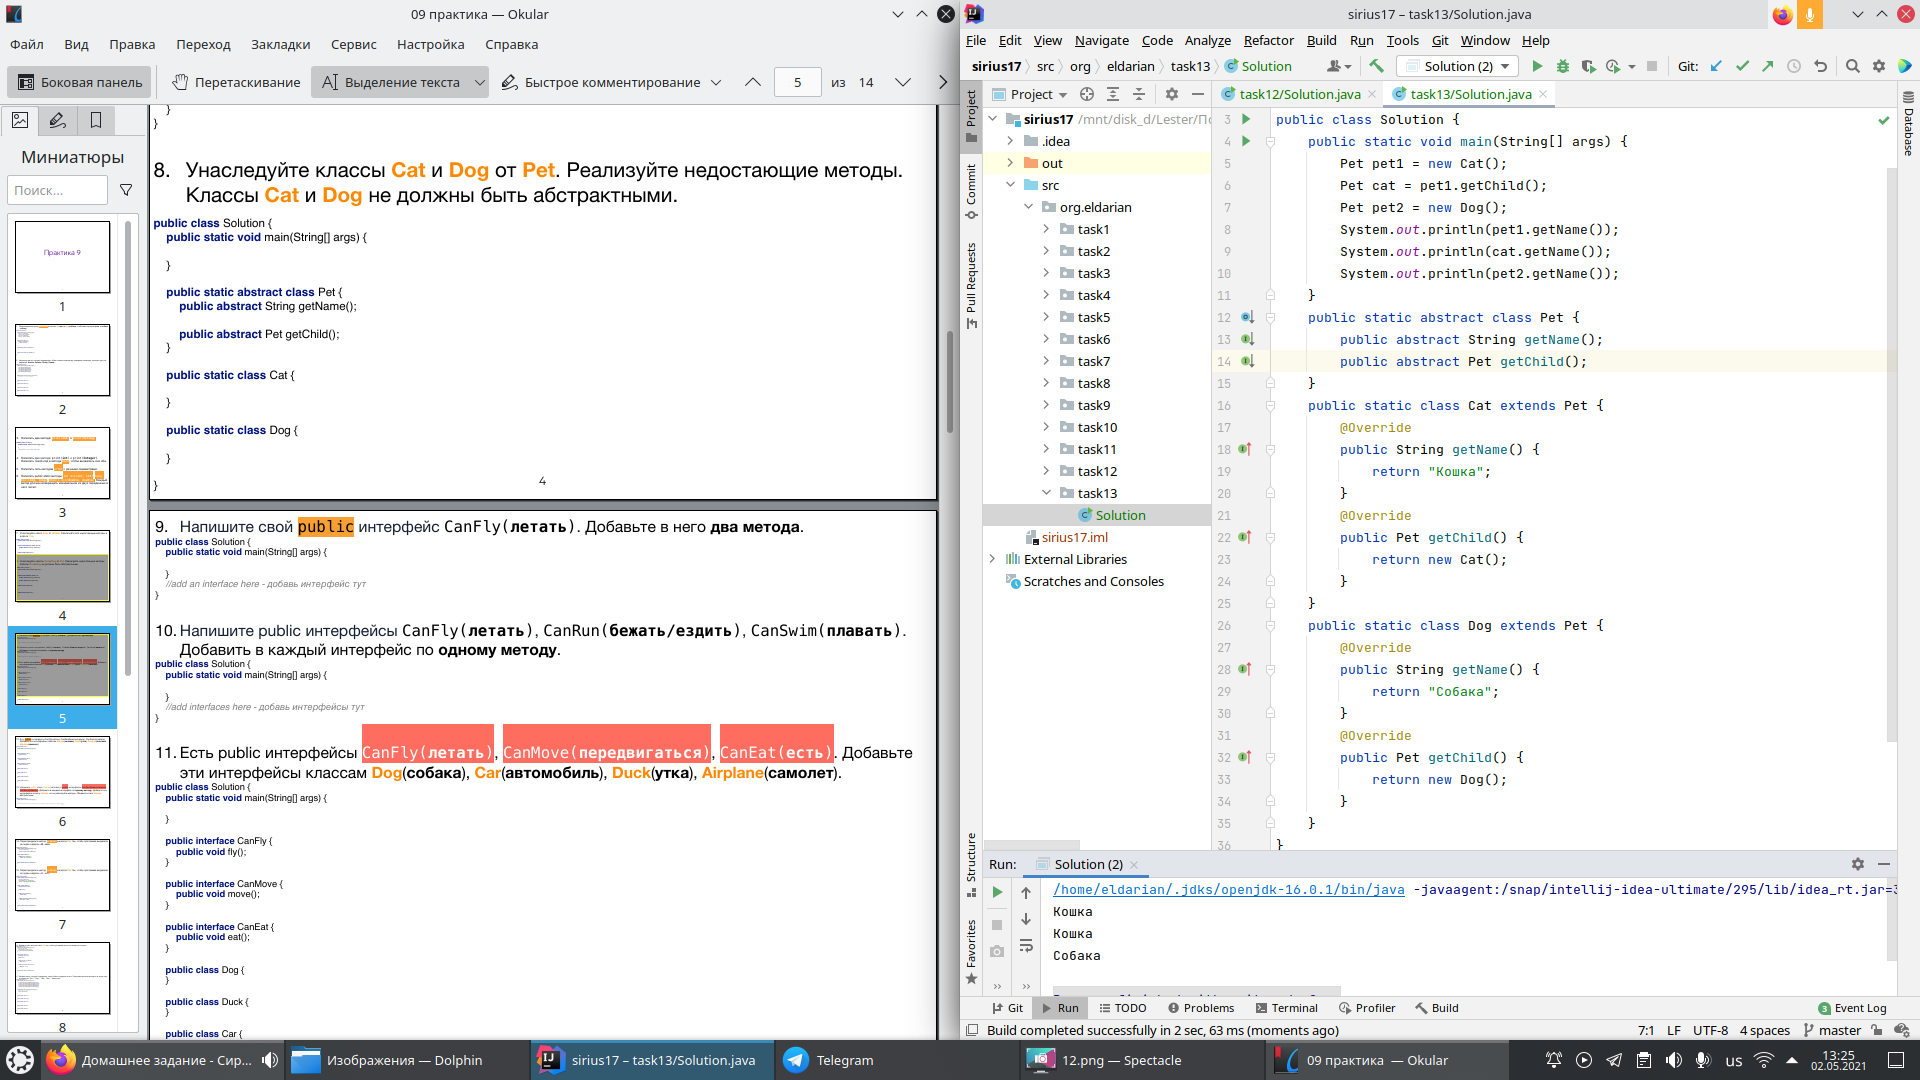 09 практика — Okular
Файл Вид Правка Переход Закладки Сервис Настройка Справка
Боковая панель Перетаскивание Выделение текста Быстрое комментирование 5 из 14
Миниатюры
Поиск...
Практика 9
1
2
3
4
5
6
7
8
}
}
8. Унаследуйте классы Cat и Dog от Pet. Реализуйте недостающие методы.
Классы Cat и Dog не должны быть абстрактными.
public class Solution {
public static void main(String[] args) {
}
public static abstract class Pet {
public abstract String getName();
public abstract Pet getChild();
}
public static class Cat {
}
public static class Dog {
}
}
4
9. Напишите свой public интерфейс CanFly(летать). Добавьте в него два метода.
public class Solution {
public static void main(String[] args) {
}
//add an interface here - добавь интерфейс тут
}
10. Напишите public интерфейсы CanFly(летать), CanRun(бежать/ездить), CanSwim(плавать).
Добавить в каждый интерфейс по одному методу.
public class Solution {
public static void main(String[] args) {
}
//add interfaces here - добавь интерфейсы тут
}
11. Есть public интерфейсы CanFly(летать), CanMove(передвигаться), CanEat(есть). Добавьте
эти интерфейсы классам Dog(собака), Car(автомобиль), Duck(утка), Airplane(самолет).
public class Solution {
public static void main(String[] args) {
}
public interface CanFly {
public void fly();
}
public interface CanMove {
public void move();
}
public interface CanEat {
public void eat();
}
public class Dog {
}
public class Duck {
}
public class Car {
sirius17 – task13/Solution.java
File Edit View Navigate Code Analyze Refactor Build Run Tools Git Window Help
sirius17 src org eldarian task13 Solution Solution (2) Git:
Project task12/Solution.java task13/Solution.java
Project
Commit
Pull Requests
Structure
Favorites
Database
sirius17 /mnt/disk_d/Lester/По
.idea
out
src
org.eldarian
task1
task2
task3
task4
task5
task6
task7
task8
task9
task10
task11
task12
task13
Solution
sirius17.iml
External Libraries
Scratches and Consoles
3 public class Solution {
4 public static void main(String[] args) {
5 Pet pet1 = new Cat();
6 Pet cat = pet1.getChild();
7 Pet pet2 = new Dog();
8 System.out.println(pet1.getName());
9 System.out.println(cat.getName());
10 System.out.println(pet2.getName());
11 }
12 public static abstract class Pet {
13 public abstract String getName();
14 public abstract Pet getChild();
15 }
16 public static class Cat extends Pet {
17 @Override
18 public String getName() {
19 return "Кошка";
20 }
21 @Override
22 public Pet getChild() {
23 return new Cat();
24 }
25 }
26 public static class Dog extends Pet {
27 @Override
28 public String getName() {
29 return "Собака";
30 }
31 @Override
32 public Pet getChild() {
33 return new Dog();
34 }
35 }
36 }
Run: Solution (2)
/home/eldarian/.jdks/openjdk-16.0.1/bin/java -javaagent:/snap/intellij-idea-ultimate/295/lib/idea_rt.jar=3
Кошка
Кошка
Собака
Git Run TODO Problems Terminal Profiler Build 3 Event Log
Build completed successfully in 2 sec, 63 ms (moments ago) 7:1 LF UTF-8 4 spaces master
Домашнее задание - Сир... Изображения — Dolphin sirius17 – task13/Solution.java Telegram 12.png — Spectacle 09 практика — Okular us 13:25
02.05.2021